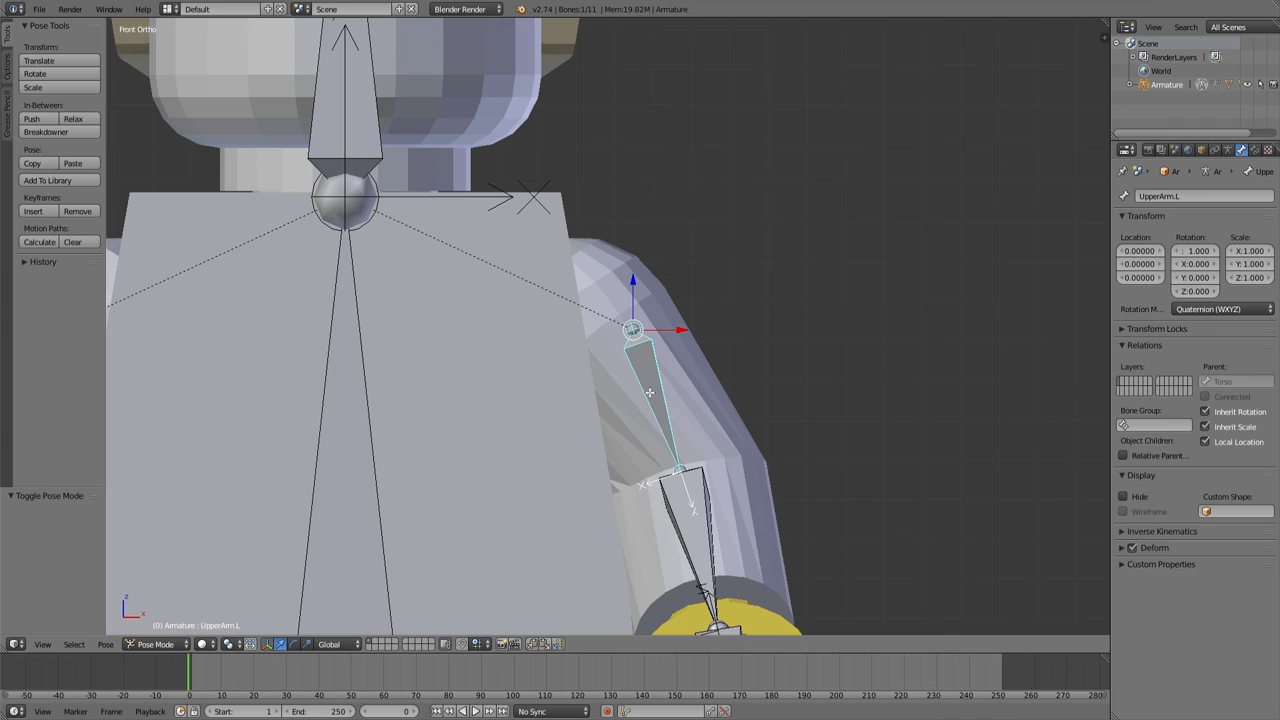 File Render Window Help Default Scene Blender Render v2.74 | Bones:1/11 | Mem:19.82M | Armature
View Search All Scenes
Tools
Options
Grease Pencil
Pose Tools
Transform:
Translate
Rotate
Scale
In-Between:
Push Relax
Breakdowner
Pose:
Copy Paste
Add To Library
Keyframes:
Insert Remove
Motion Paths:
Calculate Clear
History
Toggle Pose Mode
Front Ortho
z
x
(0) Armature : UpperArm.L
X
Scene
RenderLayers
World
Armature
Ar Ar Uppe
UpperArm.L
Transform
Location: Rotation: Scale:
0.00000 : 1.000 X:1.000
0.00000 X:0.000 Y:1.000
0.00000 Y:0.000 Z:1.000
Z:0.000
Rotation M... Quaternion (WXYZ)
Transform Locks
Relations
Layers: Parent:
Torso
Connected
Bone Group: Inherit Rotation
Inherit Scale
Object Children: Local Location
Relative Parent...
Display
Hide Custom Shape:
Wireframe
Inverse Kinematics
Deform
Custom Properties
View Select Pose Pose Mode Global
-50 -40 -30 -20 -10 0 10 20 30 40 50 60 70 80 90 100 110 120 130 140 150 160 170 180 190 200 210 220 230 240 250 260 270 280
View Marker Frame Playback Start: 1 End: 250 0 No Sync